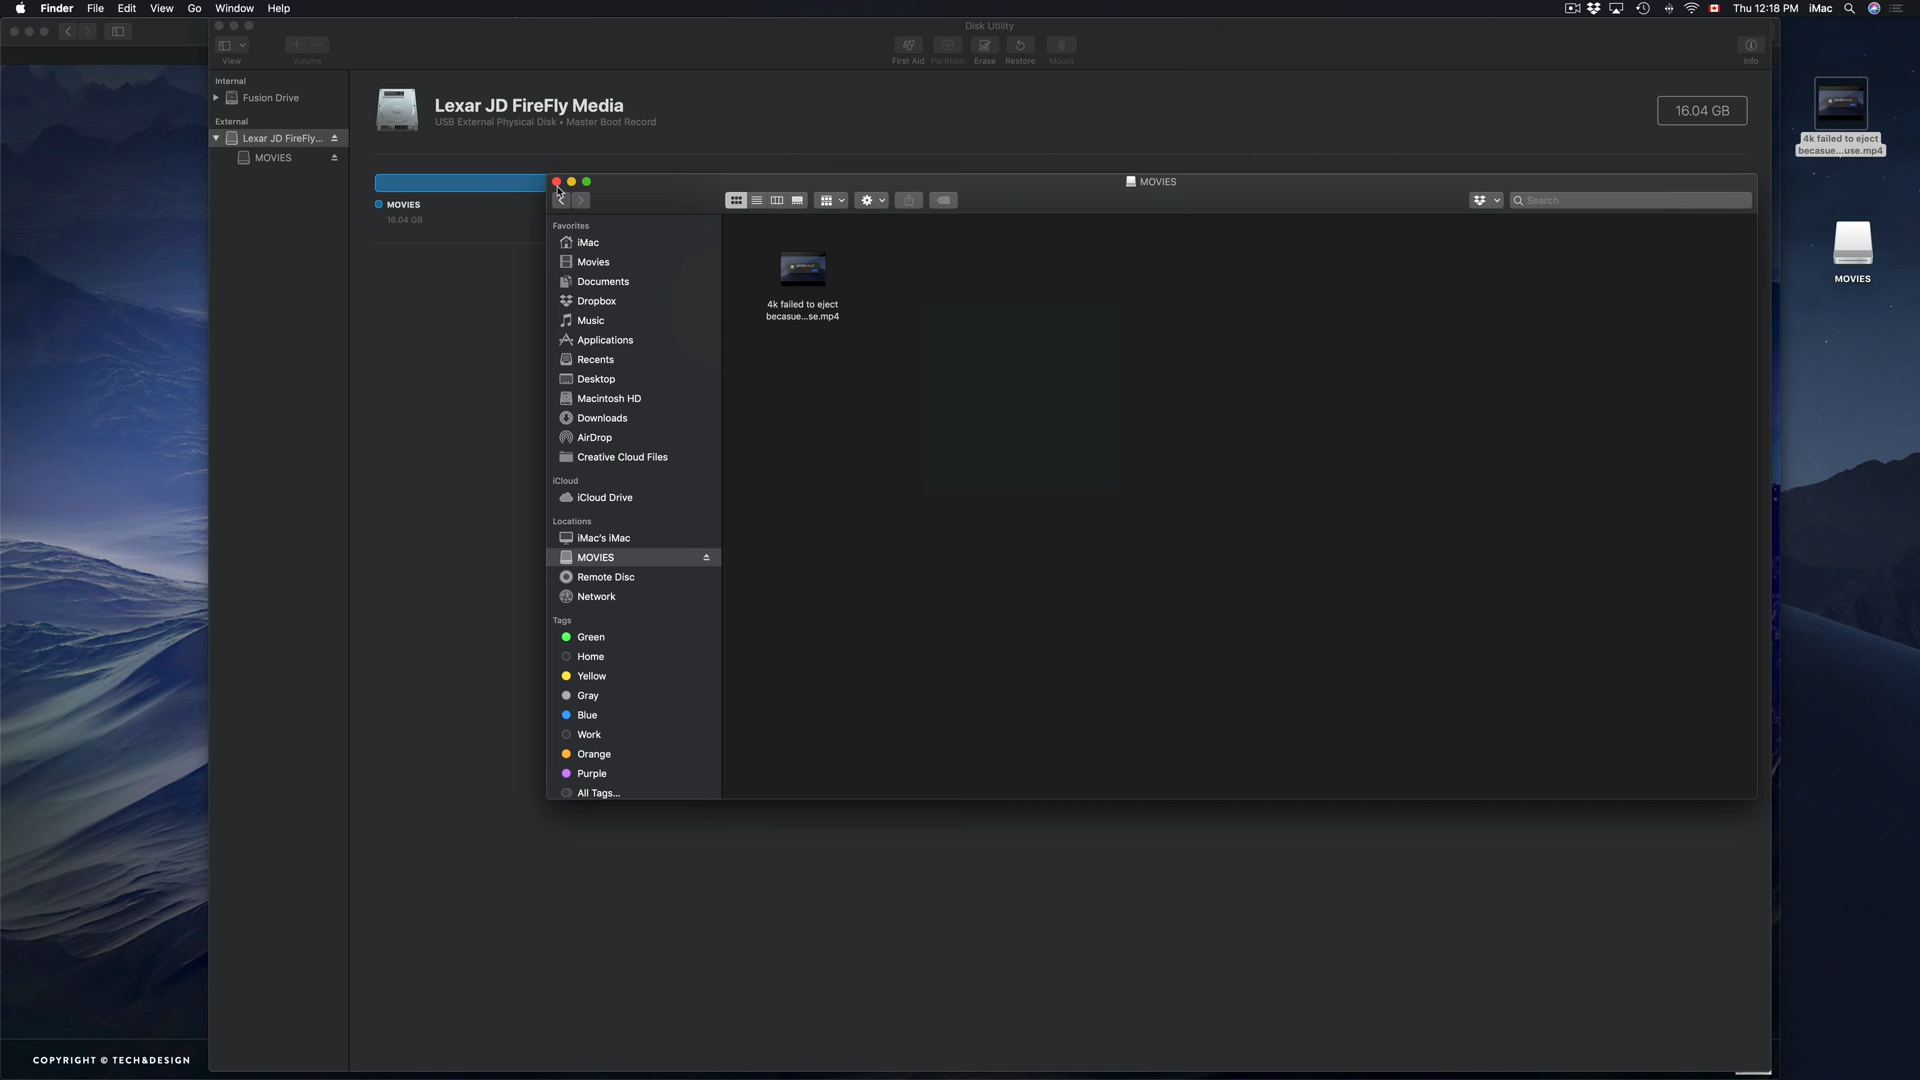 Finder File Edit View Go Window Help
Thu 12:18 PM iMac
Disk Utility
View
Volume
First Aid Partition Erase Restore Mount
Info
Internal
Fusion Drive
External
Lexar JD FireFly...
MOVIES
Lexar JD FireFly Media
USB External Physical Disk • Master Boot Record
16.04 GB
MOVIES
16.04 GB
MOVIES
Search
Favorites
iMac
Movies
Documents
Dropbox
Music
Applications
Recents
Desktop
Macintosh HD
Downloads
AirDrop
Creative Cloud Files
iCloud
iCloud Drive
Locations
iMac's iMac
MOVIES
Remote Disc
Network
Tags
Green
Home
Yellow
Gray
Blue
Work
Orange
Purple
All Tags...
4k failed to eject
becasue...se.mp4
4k failed to eject
becasue...use.mp4
MOVIES
COPYRIGHT © TECH&DESIGN